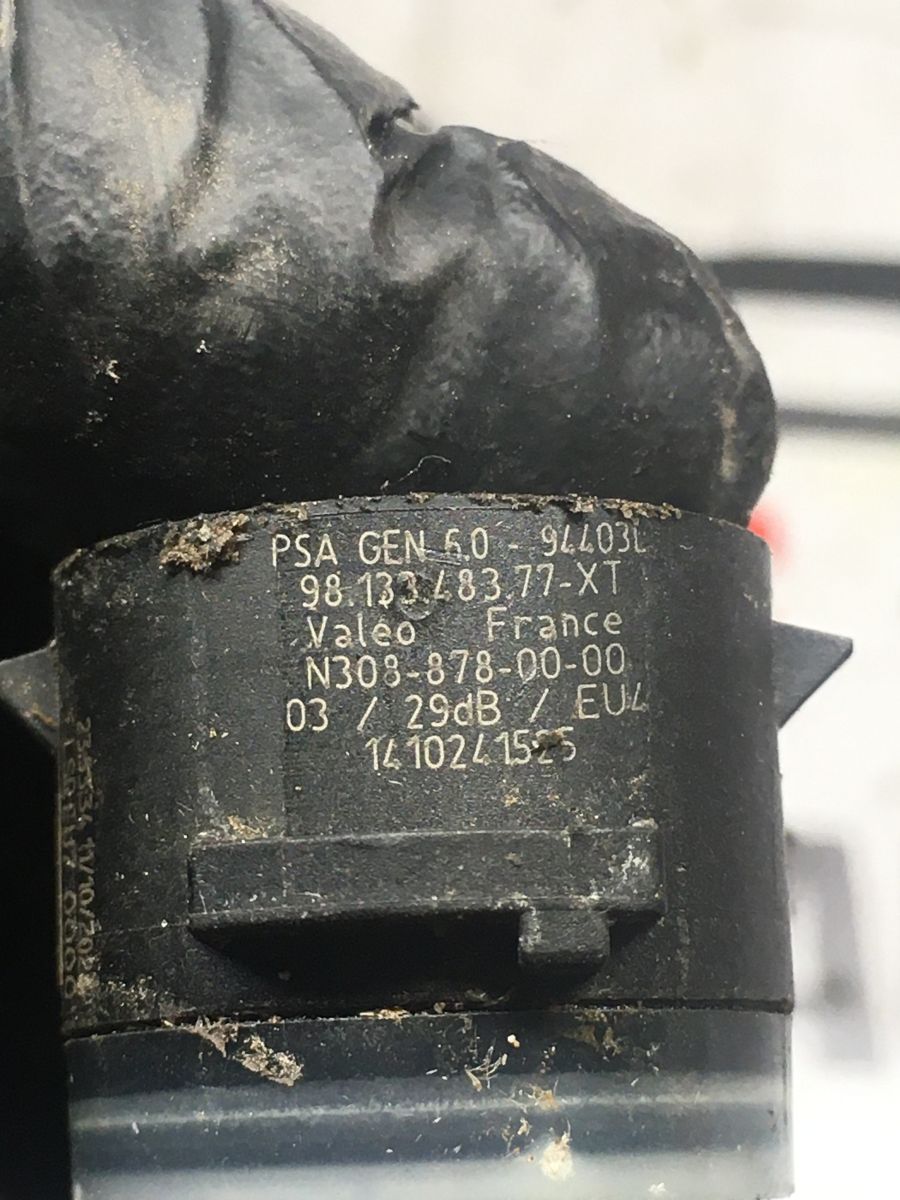 PSA GEN 6.0 - 94403L
98.133.483.77-XT
Valeo France
N308-878-00-00
03 / 29dB / EU4
1410241525